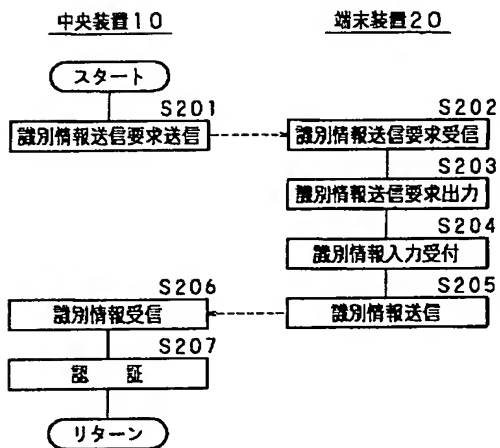 中央装置10 端末装置20
スタート
S201 S202
識別情報送信要求送信 識別情報送信要求受信
S203
識別情報送信要求出力
S204
識別情報入力受付
S206 S205
識別情報受信 識別情報送信
S207
認 証
リターン